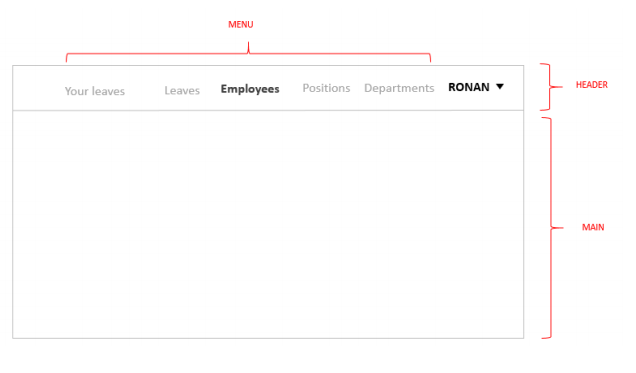 MENU
Your leaves Leaves Employees Positions Departments RONAN
HEADER
MAIN